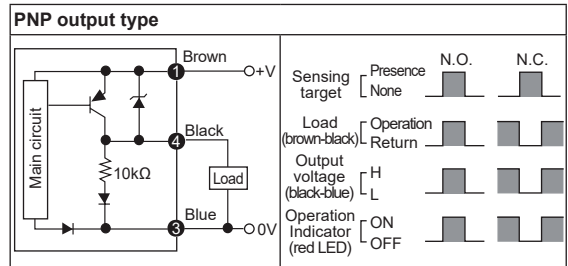 PNP output type
Brown
1
+V
Main circuit
Black
4
10kΩ
Load
Blue
3
0V
N.O. N.C.
Sensing target
Presence
None
Load (brown-black)
Operation
Return
Output voltage (black-blue)
H
L
Operation Indicator (red LED)
ON
OFF